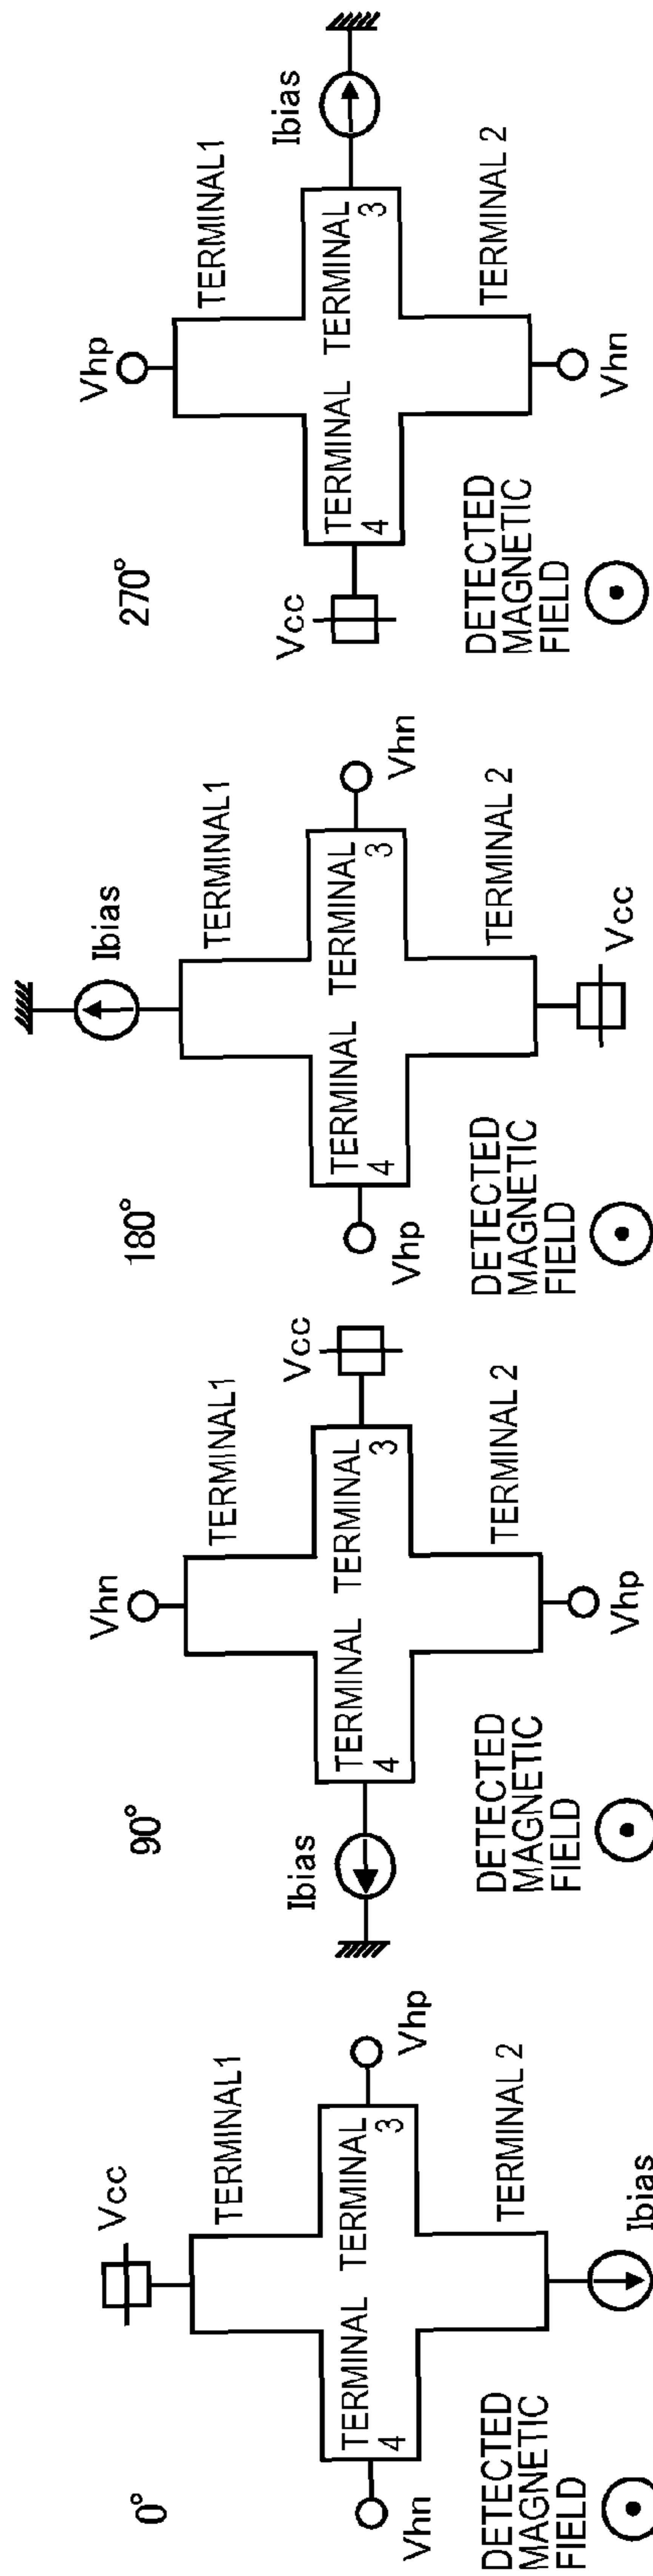 0°
Vcc
TERMINAL1
TERMINAL TERMINAL
4 3
Vhn
Vhp
TERMINAL 2
Ibias
DETECTED
MAGNETIC
FIELD
90°
Vhn
TERMINAL1
Vcc
TERMINAL TERMINAL
4 3
Ibias
TERMINAL 2
Vhp
DETECTED
MAGNETIC
FIELD
180°
Ibias
TERMINAL1
TERMINAL TERMINAL
4 3
Vhp
Vhn
TERMINAL 2
Vcc
DETECTED
MAGNETIC
FIELD
270°
Vhp
TERMINAL1
Ibias
Vcc
TERMINAL TERMINAL
4 3
TERMINAL 2
Vhn
DETECTED
MAGNETIC
FIELD